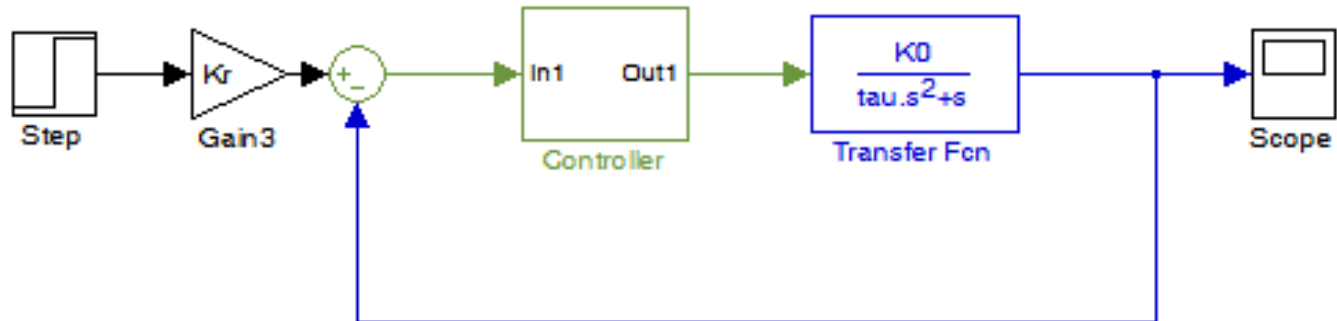 Step
Kr
Gain3
+
−
In1
Out1
Controller
K0
tau.s²+s
Transfer Fcn
Scope